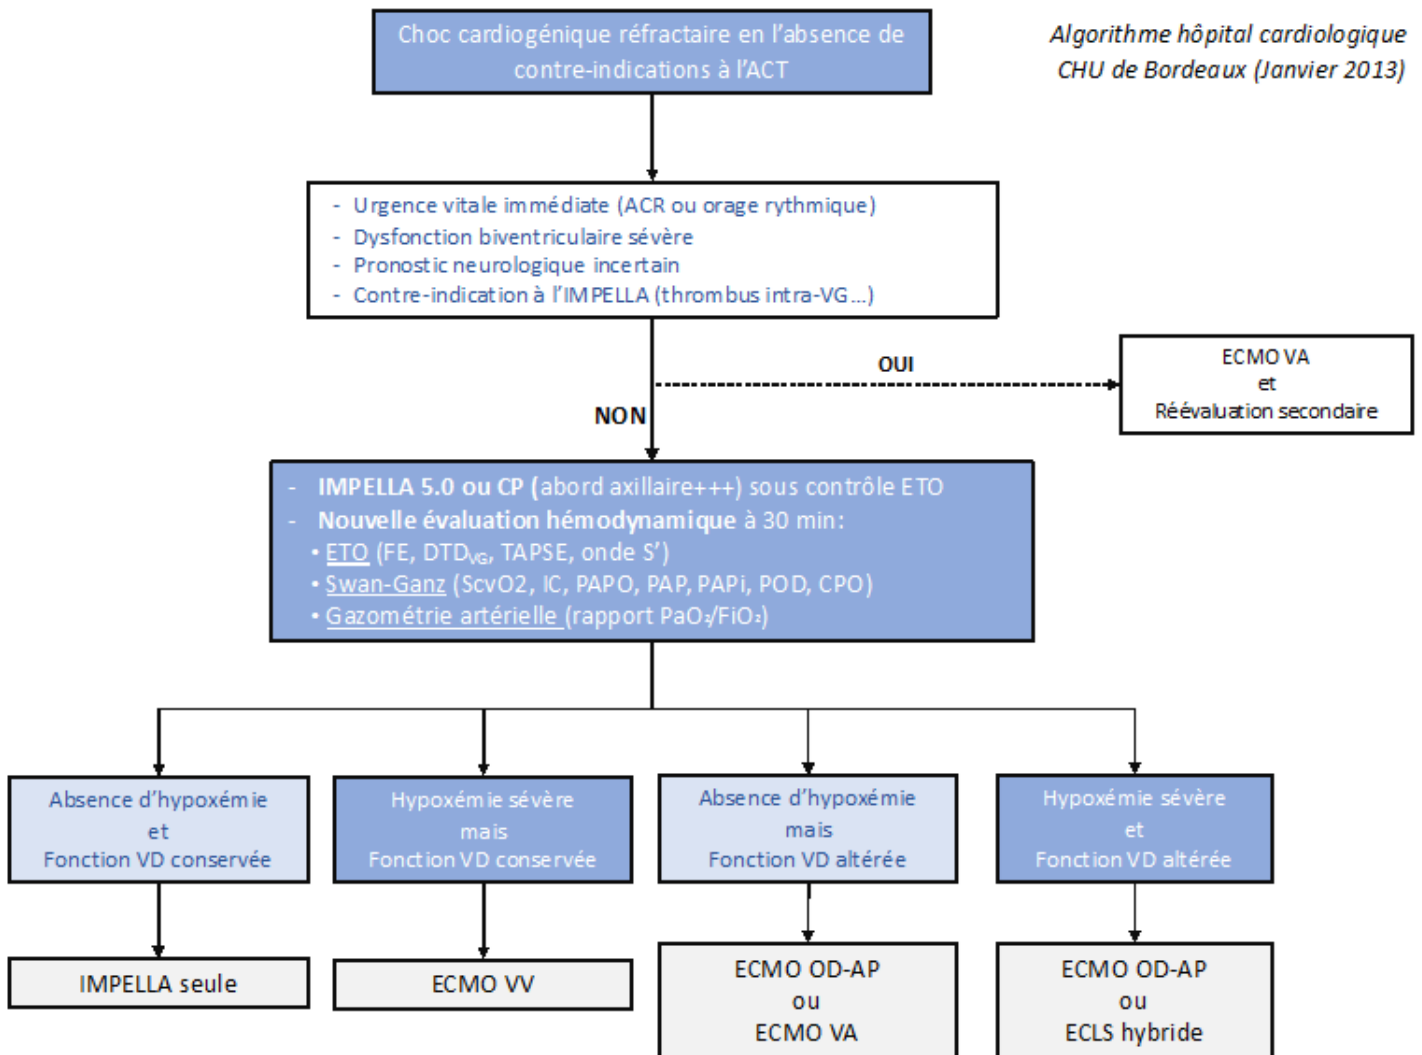 Choc cardiogénique réfractaire en l'absence de
contre-indications à l'ACT
Algorithme hôpital cardiologique
CHU de Bordeaux (Janvier 2013)
- Urgence vitale immédiate (ACR ou orage rythmique)
- Dysfonction biventriculaire sévère
- Pronostic neurologique incertain
- Contre-indication à l'IMPELLA (thrombus intra-VG...)
OUI
ECMO VA
et
Réévaluation secondaire
NON
- IMPELLA 5.0 ou CP (abord axillaire+++) sous contrôle ETO
- Nouvelle évaluation hémodynamique à 30 min:
• ETO (FE, DTDVG, TAPSE, onde S')
• Swan-Ganz (ScvO2, IC, PAPO, PAP, PAPi, POD, CPO)
• Gazométrie artérielle (rapport PaO₂/FiO₂)
Absence d'hypoxémie
et
Fonction VD conservée
Hypoxémie sévère
mais
Fonction VD conservée
Absence d'hypoxémie
mais
Fonction VD altérée
Hypoxémie sévère
et
Fonction VD altérée
IMPELLA seule
ECMO VV
ECMO OD-AP
ou
ECMO VA
ECMO OD-AP
ou
ECLS hybride